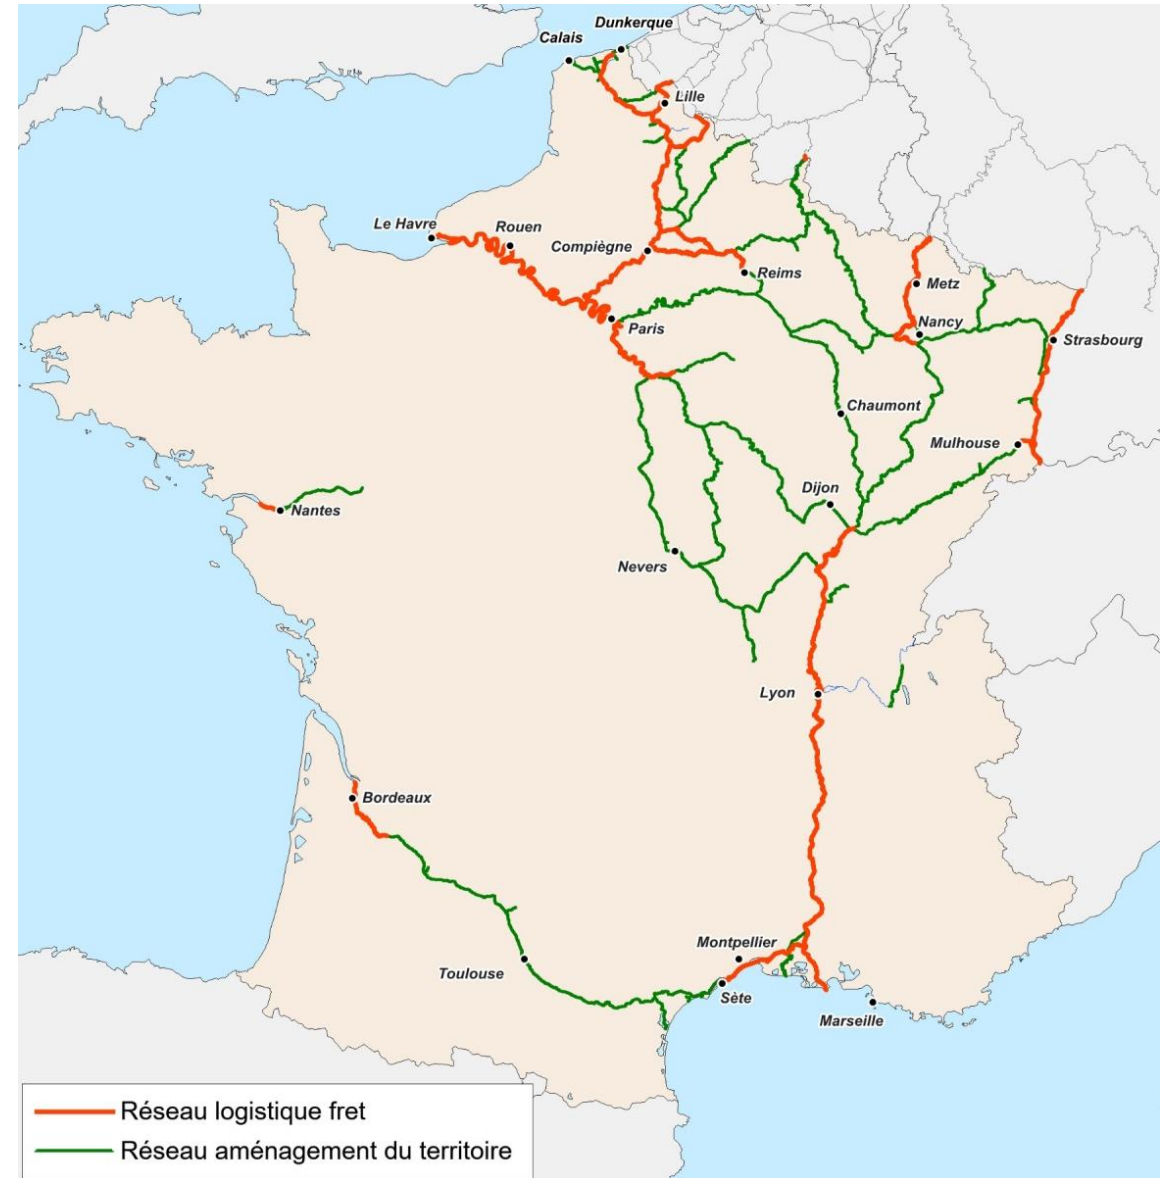 Dunkerque
Calais
Lille
Le Havre
Rouen
Compiègne
Reims
Metz
Paris
Nancy
Strasbourg
Chaumont
Mulhouse
Dijon
Nantes
Nevers
Lyon
Bordeaux
Montpellier
Toulouse
Sète
Marseille
Réseau logistique fret
Réseau aménagement du territoire